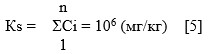 n
Ks = ΣCi = 10⁶ (мг/кг) [5]
1